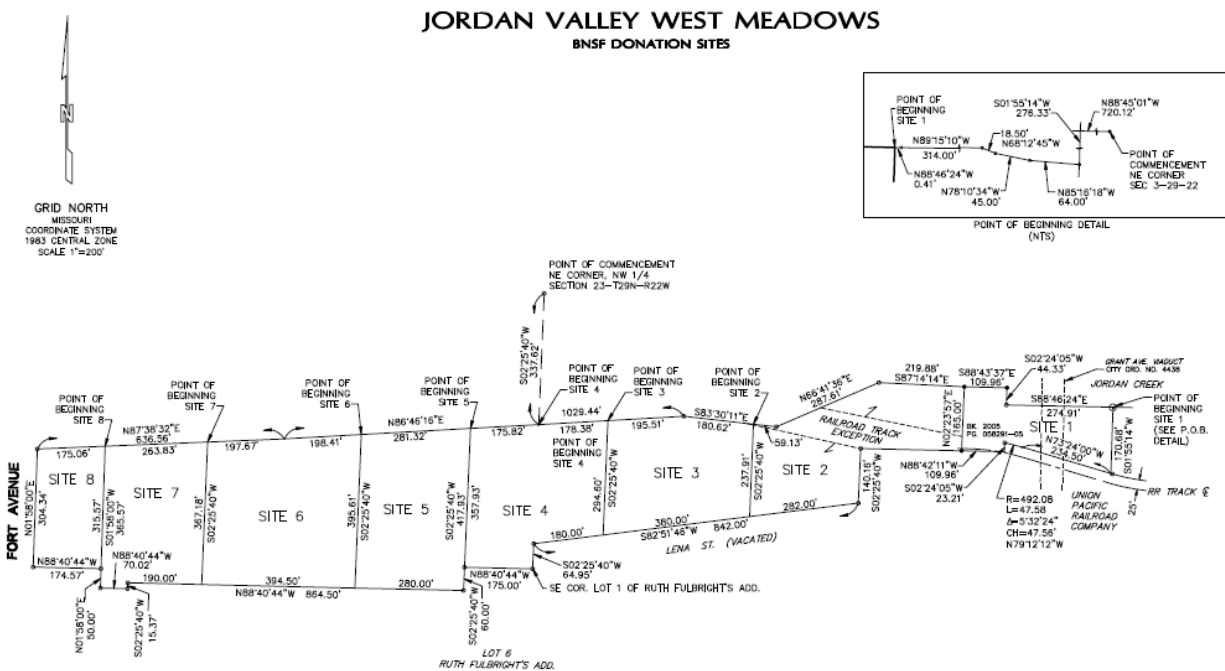 JORDAN VALLEY WEST MEADOWS
BNSF DONATION SITES
N
GRID NORTH
MISSOURI
COORDINATE SYSTEM
1983 CENTRAL ZONE
SCALE 1"=200'
POINT OF
BEGINNING
SITE 1
S01°55'14"W
276.33'
N88°45'01"W
720.12'
N89°15'10"W
314.00'
18.50'
N68°12'45"W
N88°46'24"W
0.41'
N78°10'34"W
45.00'
N85°16'18"W
64.00'
POINT OF
COMMENCEMENT
NE CORNER
SEC 3-29-22
POINT OF BEGINNING DETAIL
(NTS)
POINT OF COMMENCEMENT
NE CORNER, NW 1/4
SECTION 23-T29N-R22W
S02°25'40"W
337.62'
POINT OF
BEGINNING
SITE 8
POINT OF
BEGINNING
SITE 7
POINT OF
BEGINNING
SITE 6
POINT OF
BEGINNING
SITE 5
POINT OF
BEGINNING
SITE 4
POINT OF
BEGINNING
SITE 3
POINT OF
BEGINNING
SITE 2
POINT OF
BEGINNING
SITE 4
N87°38'32"E
636.56'
175.06'
263.83'
197.67'
198.41'
N86°46'16"E
281.32'
175.82'
1029.44'
178.38'
195.51'
S83°30'11"E
180.62'
59.13'
N66°41'36"E
287.61'
219.88'
S87°14'14"E
S88°43'37"E
109.96'
S02°24'05"W
44.33'
GRANT AVE. VIADUCT
CITY ORD. NO. 4438
JORDAN CREEK
S88°46'24"E
274.91'
POINT OF
BEGINNING
SITE 1
(SEE P.O.B.
DETAIL)
RAILROAD TRACK
EXCEPTION
N02°23'57"E
165.00'
BK. 2005
PG. 058291-05
SITE 1
N73°24'00"W
234.50'
170.68'
S01°55'14"W
N88°42'11"W
109.96'
S02°24'05"W
23.21'
R=492.08
L=47.58
Δ=5°32'24"
CH=47.56'
N79°12'12"W
UNION
PACIFIC
RAILROAD
COMPANY
RR TRACK ℄
25'
FORT AVENUE
N01°58'00"E
304.34'
SITE 8
315.57'
S01°58'00"W
365.57'
SITE 7
367.18'
S02°25'40"W
SITE 6
395.61'
S02°25'40"W
SITE 5
S02°25'40"W
417.93'
357.93'
SITE 4
294.60'
S02°25'40"W
SITE 3
237.91'
S02°25'40"W
SITE 2
140.16'
S02°25'40"W
180.00'
380.00'
S82°51'46"W
842.00'
282.00'
LENA ST. (VACATED)
N88°40'44"W
174.57'
N88°40'44"W
70.02'
190.00'
394.50'
N88°40'44"W
864.50'
280.00'
N88°40'44"W
175.00'
S02°25'40"W
64.95'
SE COR. LOT 1 OF RUTH FULBRIGHT'S ADD.
N01°58'00"E
50.00'
S02°25'40"W
15.37'
S02°25'40"W
60.00'
LOT 6
RUTH FULBRIGHT'S ADD.